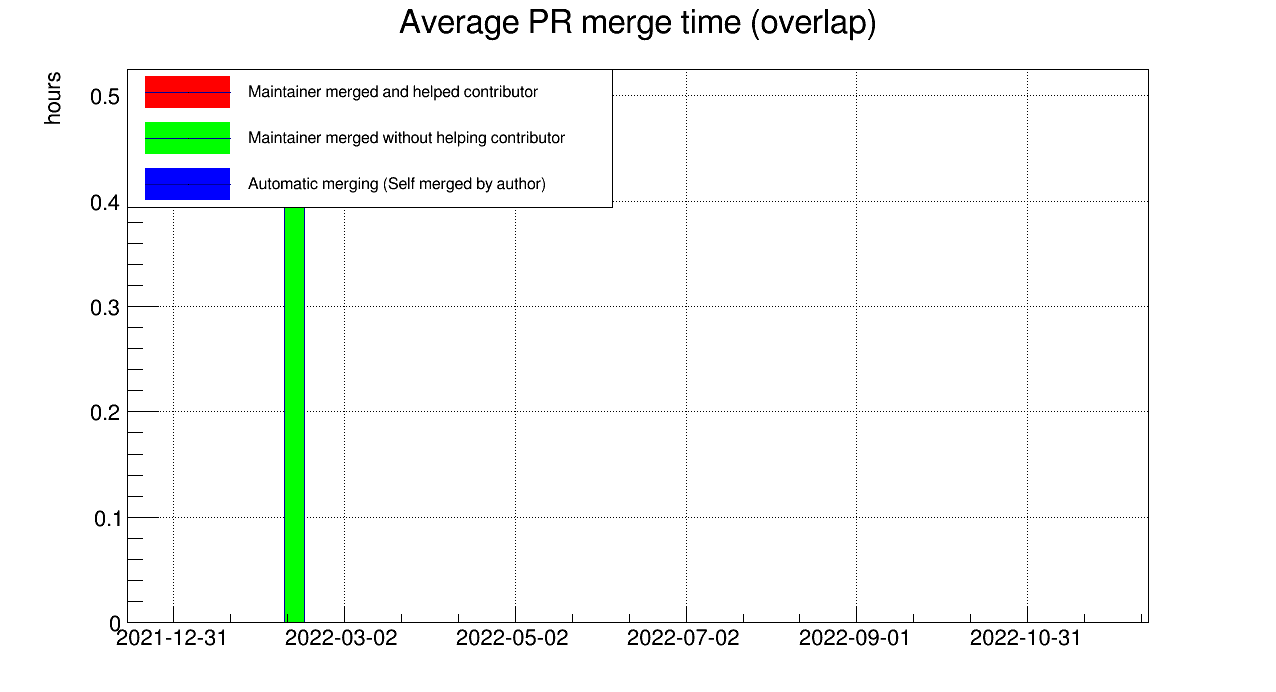 Average PR merge time (overlap)
hours
Maintainer merged and helped contributor
Maintainer merged without helping contributor
Automatic merging (Self merged by author)
0.5
0.4
0.3
0.2
0.1
0
2021-12-31 2022-03-02 2022-05-02 2022-07-02 2022-09-01 2022-10-31